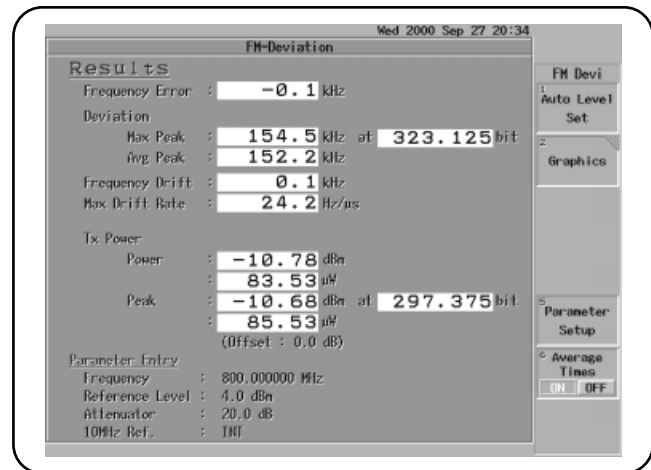 Wed 2000 Sep 27 20:34
FM-Deviation
Results
Frequency Error : -0.1 kHz
Deviation
Max Peak : 154.5 kHz at 323.125 bit
Avg Peak : 152.2 kHz
Frequency Drift : 0.1 kHz
Max Drift Rate : 24.2 Hz/µs
Tx Power
Power : -10.78 dBm
: 83.53 µW
Peak : -10.68 dBm at 297.375 bit
: 85.53 µW
(Offset : 0.0 dB)
Parameter Entry
Frequency : 800.000000 MHz
Reference Level : 4.0 dBm
Attenuator : 20.0 dB
10MHz Ref. : INT
FM Devi
1
Auto Level
Set
2
Graphics
5
Parameter
Setup
6
Average
Times
ON OFF